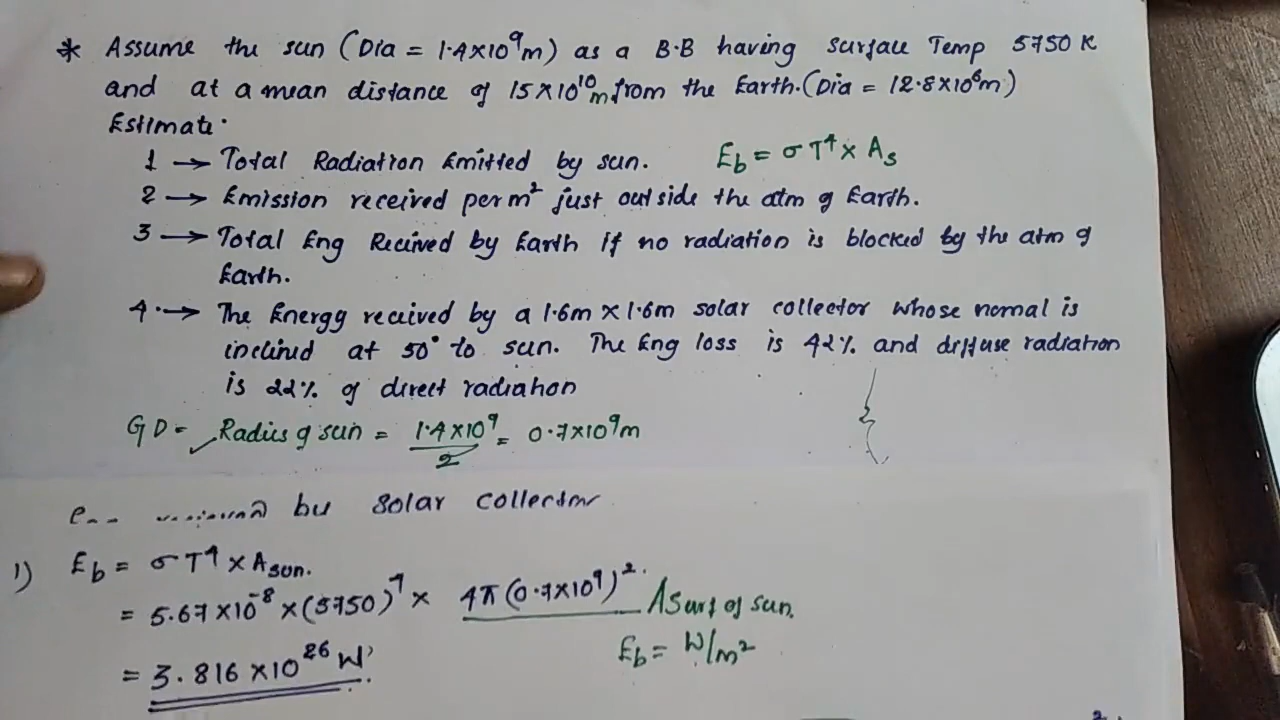 * Assume the sun (Dia = 1.4×10⁹m) as a B.B having surface Temp 5750 K
and at a mean distance of 15×10¹⁰m from the Earth.(Dia = 12.8×10⁶m)
Estimate.
1 → Total Radiation Emitted by sun. E_b = σT⁴ × A_s
2 → Emission received per m² just outside the atm of Earth.
3 → Total Eng Received by Earth if no radiation is blocked by the atm of
Earth.
4.→ The Energy received by a 1.6m × 1.6m solar collector whose normal is
inclined at 50° to sun. The Eng loss is 42% and diffuse radiation
is 22% of direct radiation
GD = Radius of sun = 1.4×10⁹/2 = 0.7×10⁹m
by solar collector
1) E_b = σT⁴ × A_sun.
= 5.67×10⁻⁸ × (5750)⁴ × 4π(0.7×10⁹)² A surf of sun.
= 3.816×10²⁶ W E_b = W/m²